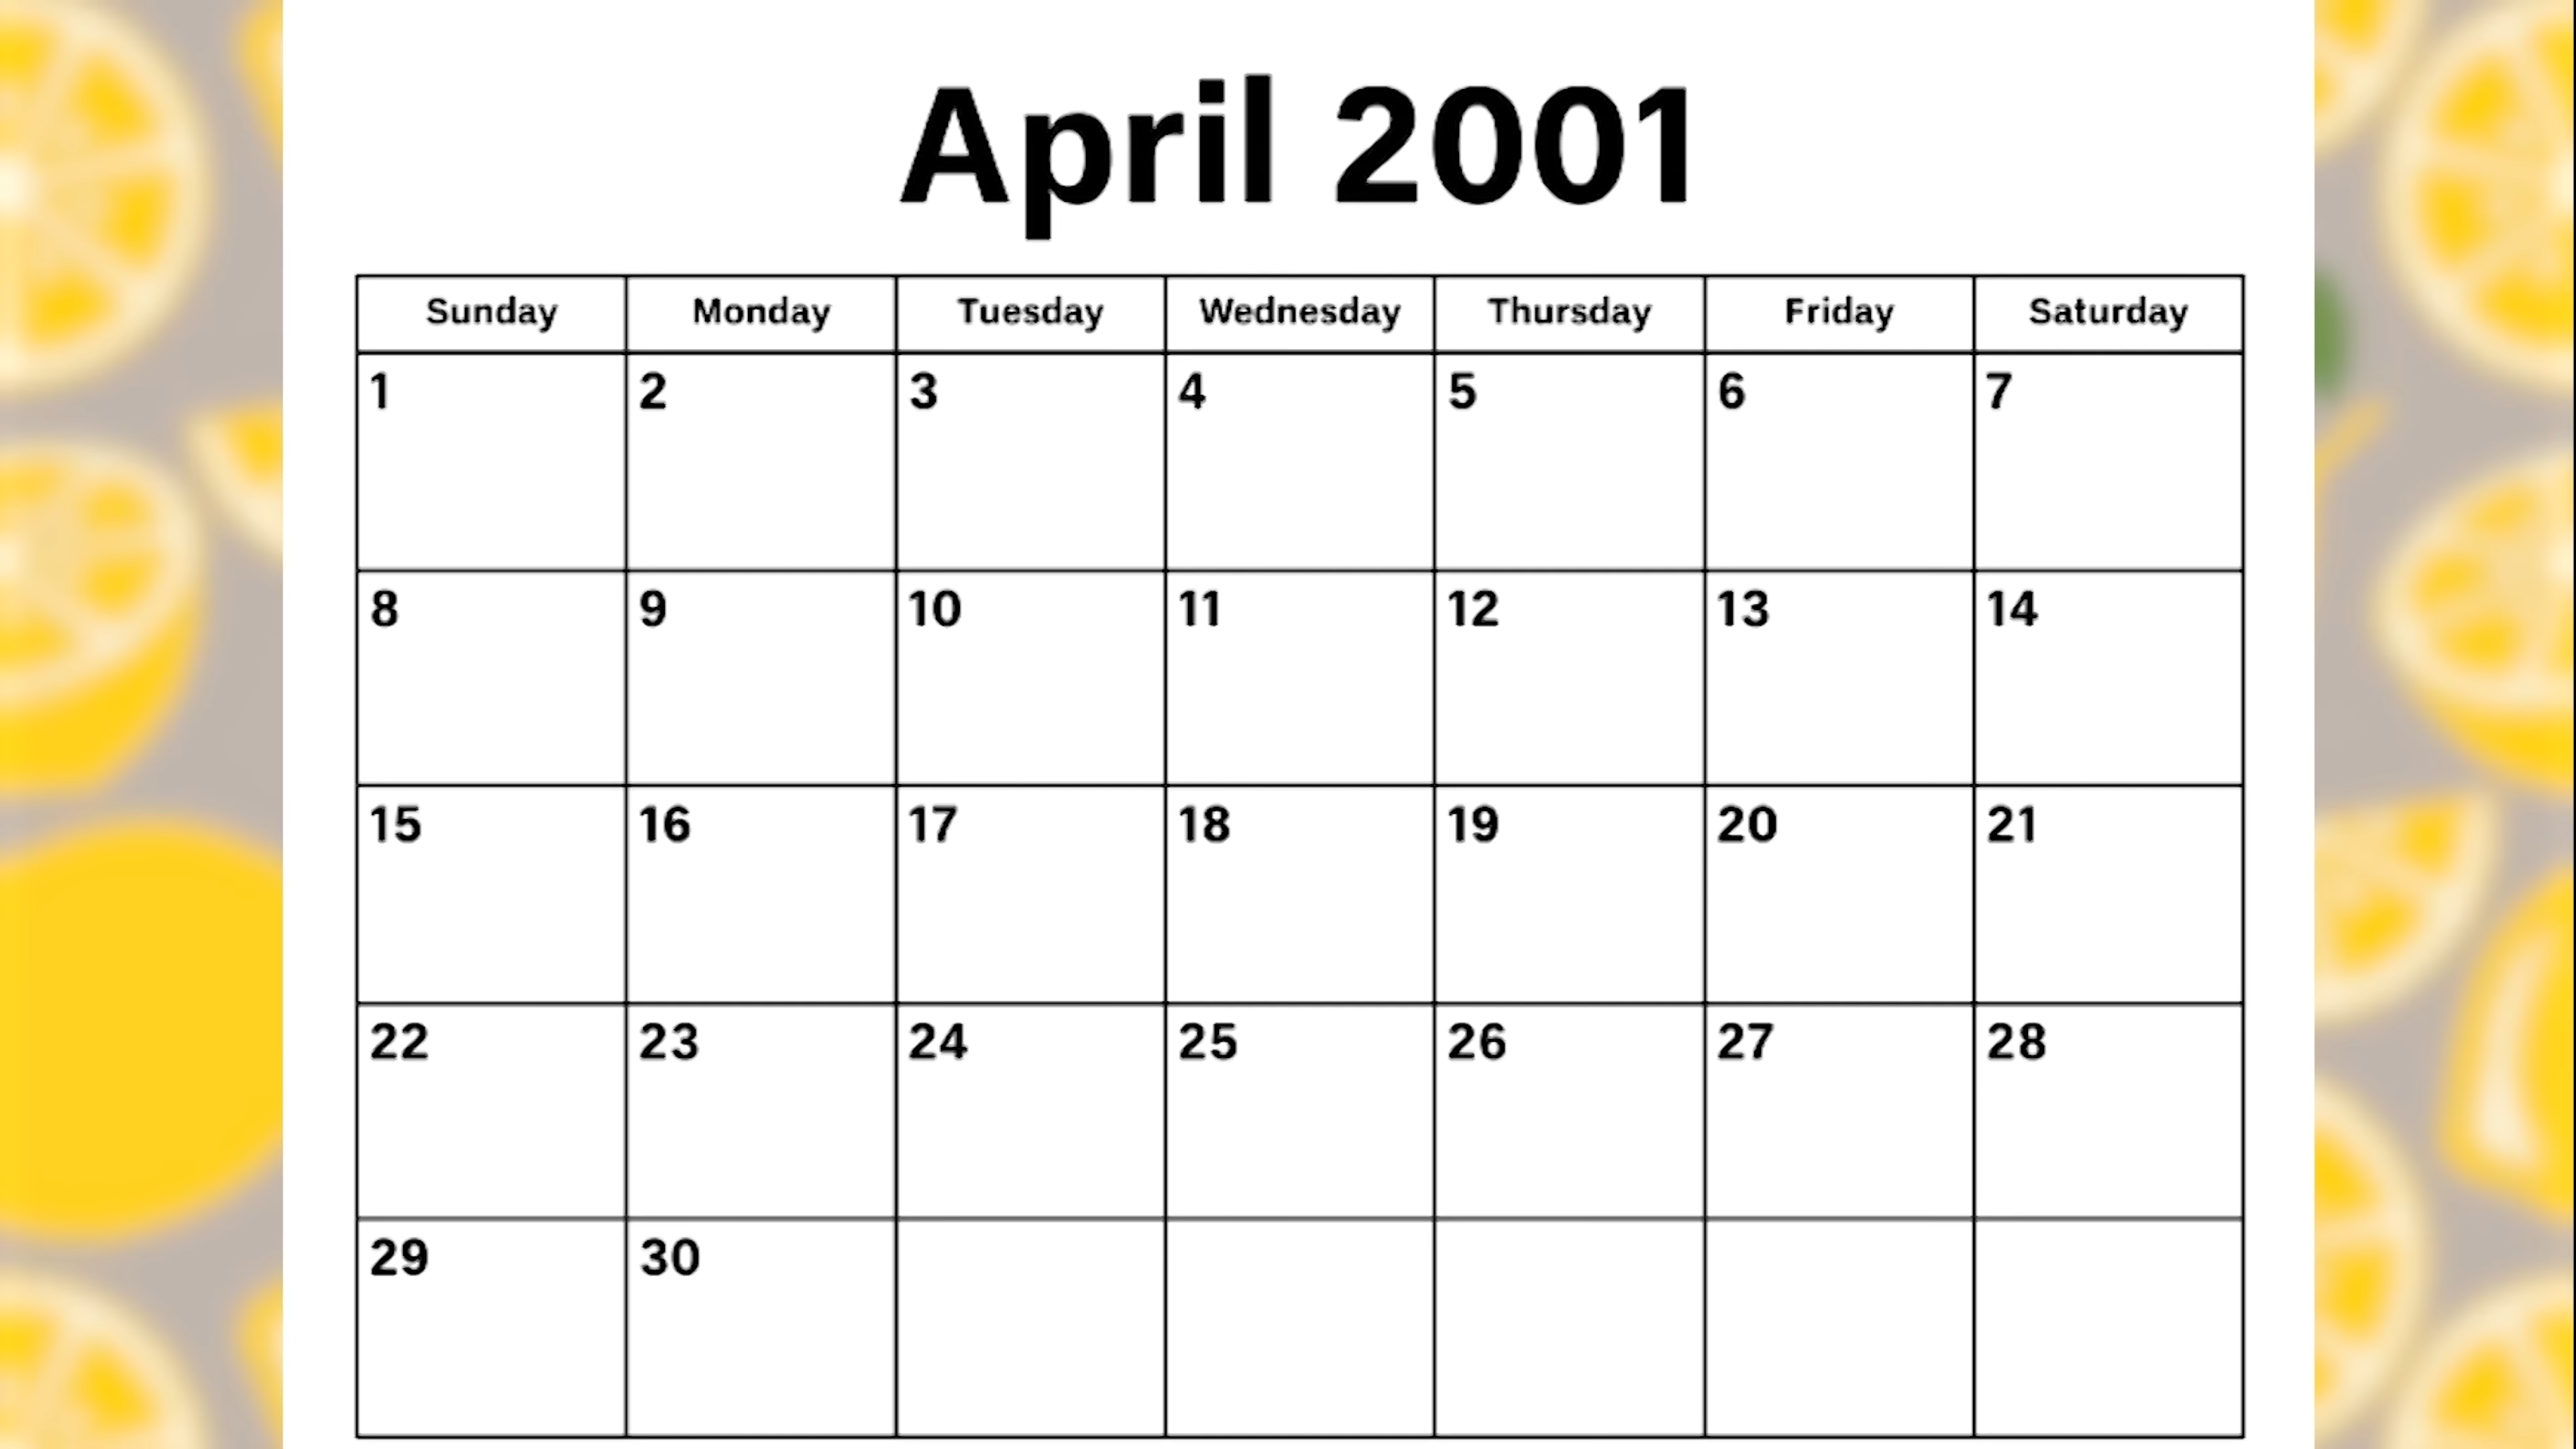 April 2001
Sunday Monday Tuesday Wednesday Thursday Friday Saturday
1 2 3 4 5 6 7
8 9 10 11 12 13 14
15 16 17 18 19 20 21
22 23 24 25 26 27 28
29 30